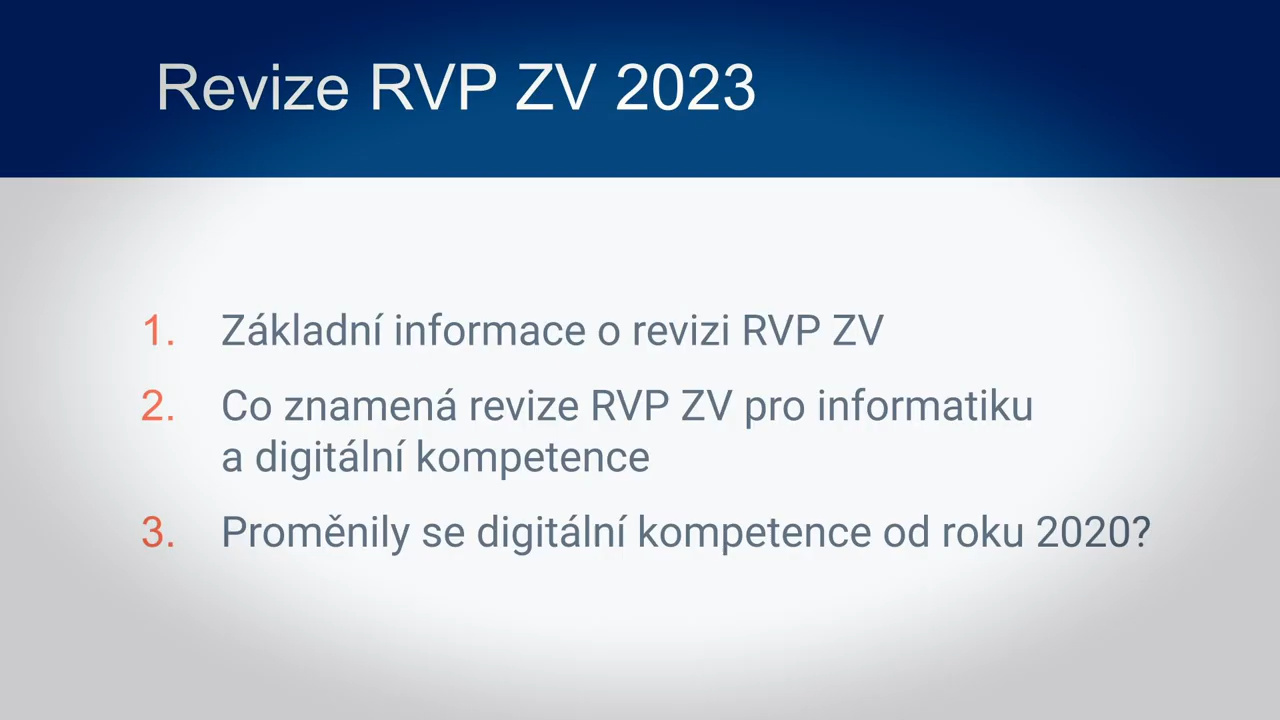 Revize RVP ZV 2023
1. Základní informace o revizi RVP ZV
2. Co znamená revize RVP ZV pro informatiku
a digitální kompetence
3. Proměnily se digitální kompetence od roku 2020?